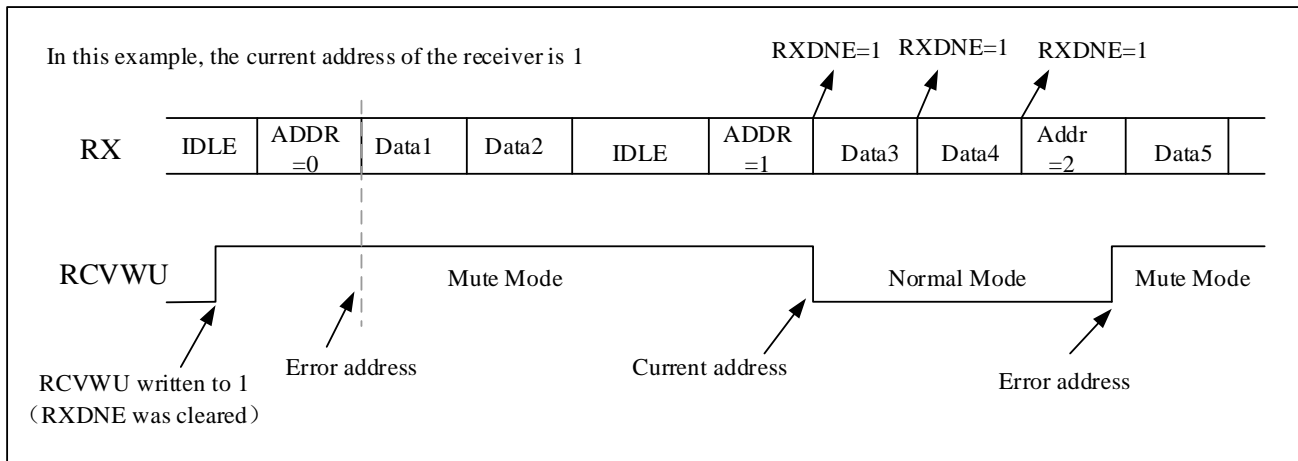 In this example, the current address of the receiver is 1
RXDNE=1
RXDNE=1
RXDNE=1
RX
IDLE
ADDR
=0
Data1
Data2
IDLE
ADDR
=1
Data3
Data4
Addr
=2
Data5
RCVWU
Mute Mode
Normal Mode
Mute Mode
Error address
Current address
Error address
RCVWU written to 1
（RXDNE was cleared）